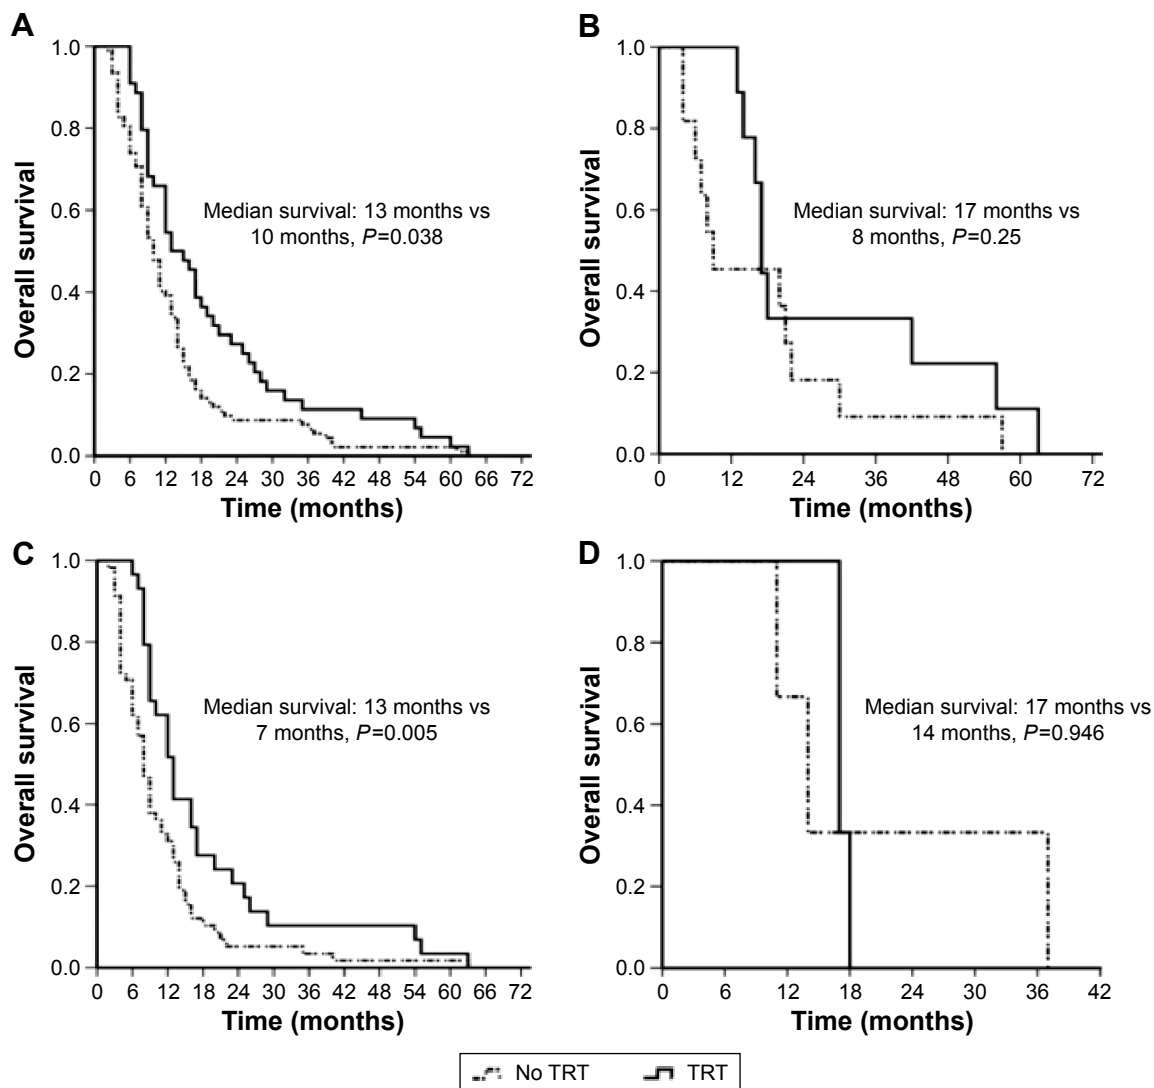 A
Overall survival
1.0
0.8
0.6
0.4
0.2
0.0
Median survival: 13 months vs
10 months, P=0.038
0 6 12 18 24 30 36 42 48 54 60 66 72
Time (months)
B
Overall survival
1.0
0.8
0.6
0.4
0.2
0.0
Median survival: 17 months vs
8 months, P=0.25
0 12 24 36 48 60 72
Time (months)
C
Overall survival
1.0
0.8
0.6
0.4
0.2
0.0
Median survival: 13 months vs
7 months, P=0.005
0 6 12 18 24 30 36 42 48 54 60 66 72
Time (months)
D
Overall survival
1.0
0.8
0.6
0.4
0.2
0.0
Median survival: 17 months vs
14 months, P=0.946
0 6 12 18 24 30 36 42
Time (months)
No TRT TRT